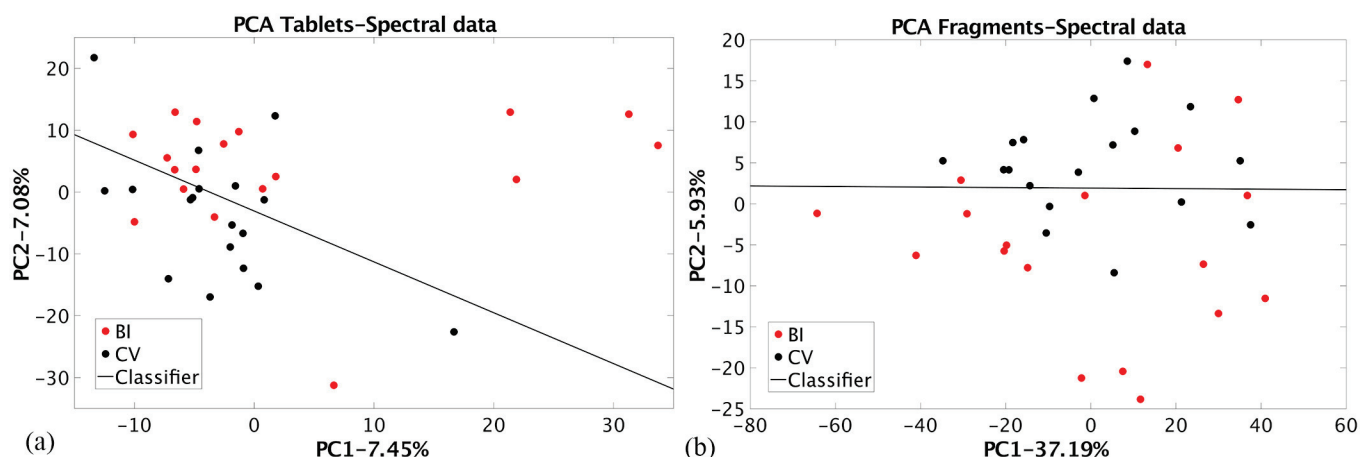 PCA Tablets-Spectral data
PC2-7.08%
20
10
0
-10
-20
-30
BI
CV
Classifier
-10
0
10
20
30
PC1-7.45%
(a)
PCA Fragments-Spectral data
PC2-5.93%
20
15
10
5
0
-5
-10
-15
-20
-25
BI
CV
Classifier
-80
-60
-40
-20
0
20
40
60
PC1-37.19%
(b)